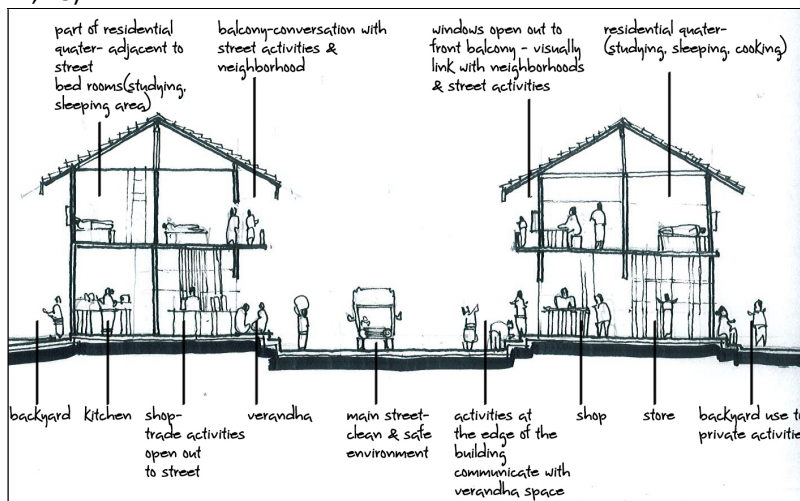 part of residential
quater- adjacent to
street
bed rooms(studying,
sleeping area)
balcony-conversation with
street activities &
neighborhood
windows open out to
front balcony - visually
link with neighborhoods
& street activities
residential quater-
(studying, sleeping, cooking)
backyard
kitchen
shop-
trade activities
open out
to street
verandha
main street-
clean & safe
environment
activities at
the edge of the
building
communicate with
verandha space
shop
store
backyard use
private activitie